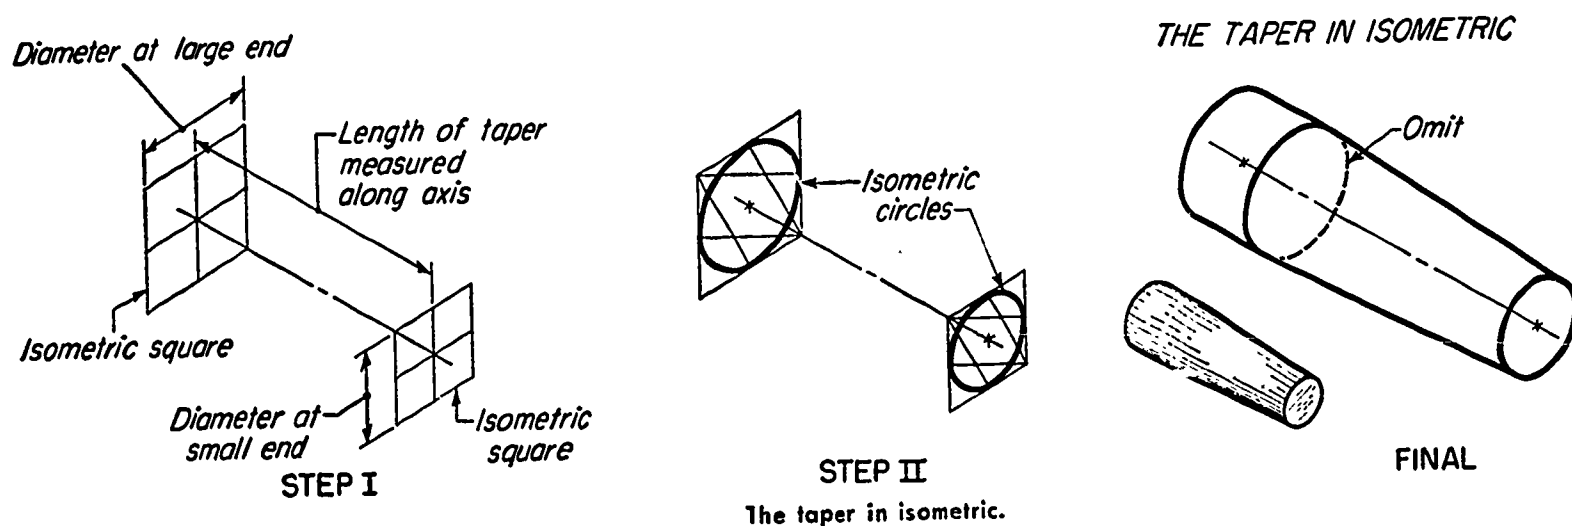 THE TAPER IN ISOMETRIC
Diameter at large end
Length of taper
measured
along axis
Isometric square
Diameter at
small end
Isometric
square
STEP I
Isometric
circles
STEP II
The taper in isometric.
Omit
FINAL